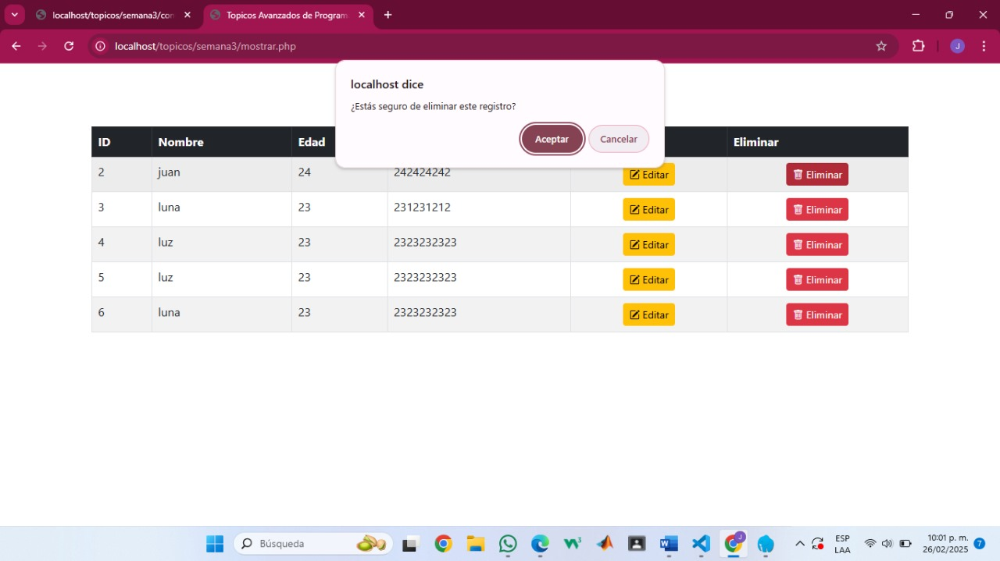 localhost/topicos/semana3/con
Topicos Avanzados de Program
localhost/topicos/semana3/mostrar.php
J
localhost dice
¿Estás seguro de eliminar este registro?
Aceptar Cancelar
ID Nombre Edad Eliminar
2 juan 24 242424242 Editar Eliminar
3 luna 23 231231212 Editar Eliminar
4 luz 23 2323232323 Editar Eliminar
5 luz 23 2323232323 Editar Eliminar
6 luna 23 2323232323 Editar Eliminar
Búsqueda
ESP
LAA
10:01 p. m.
26/02/2025
7